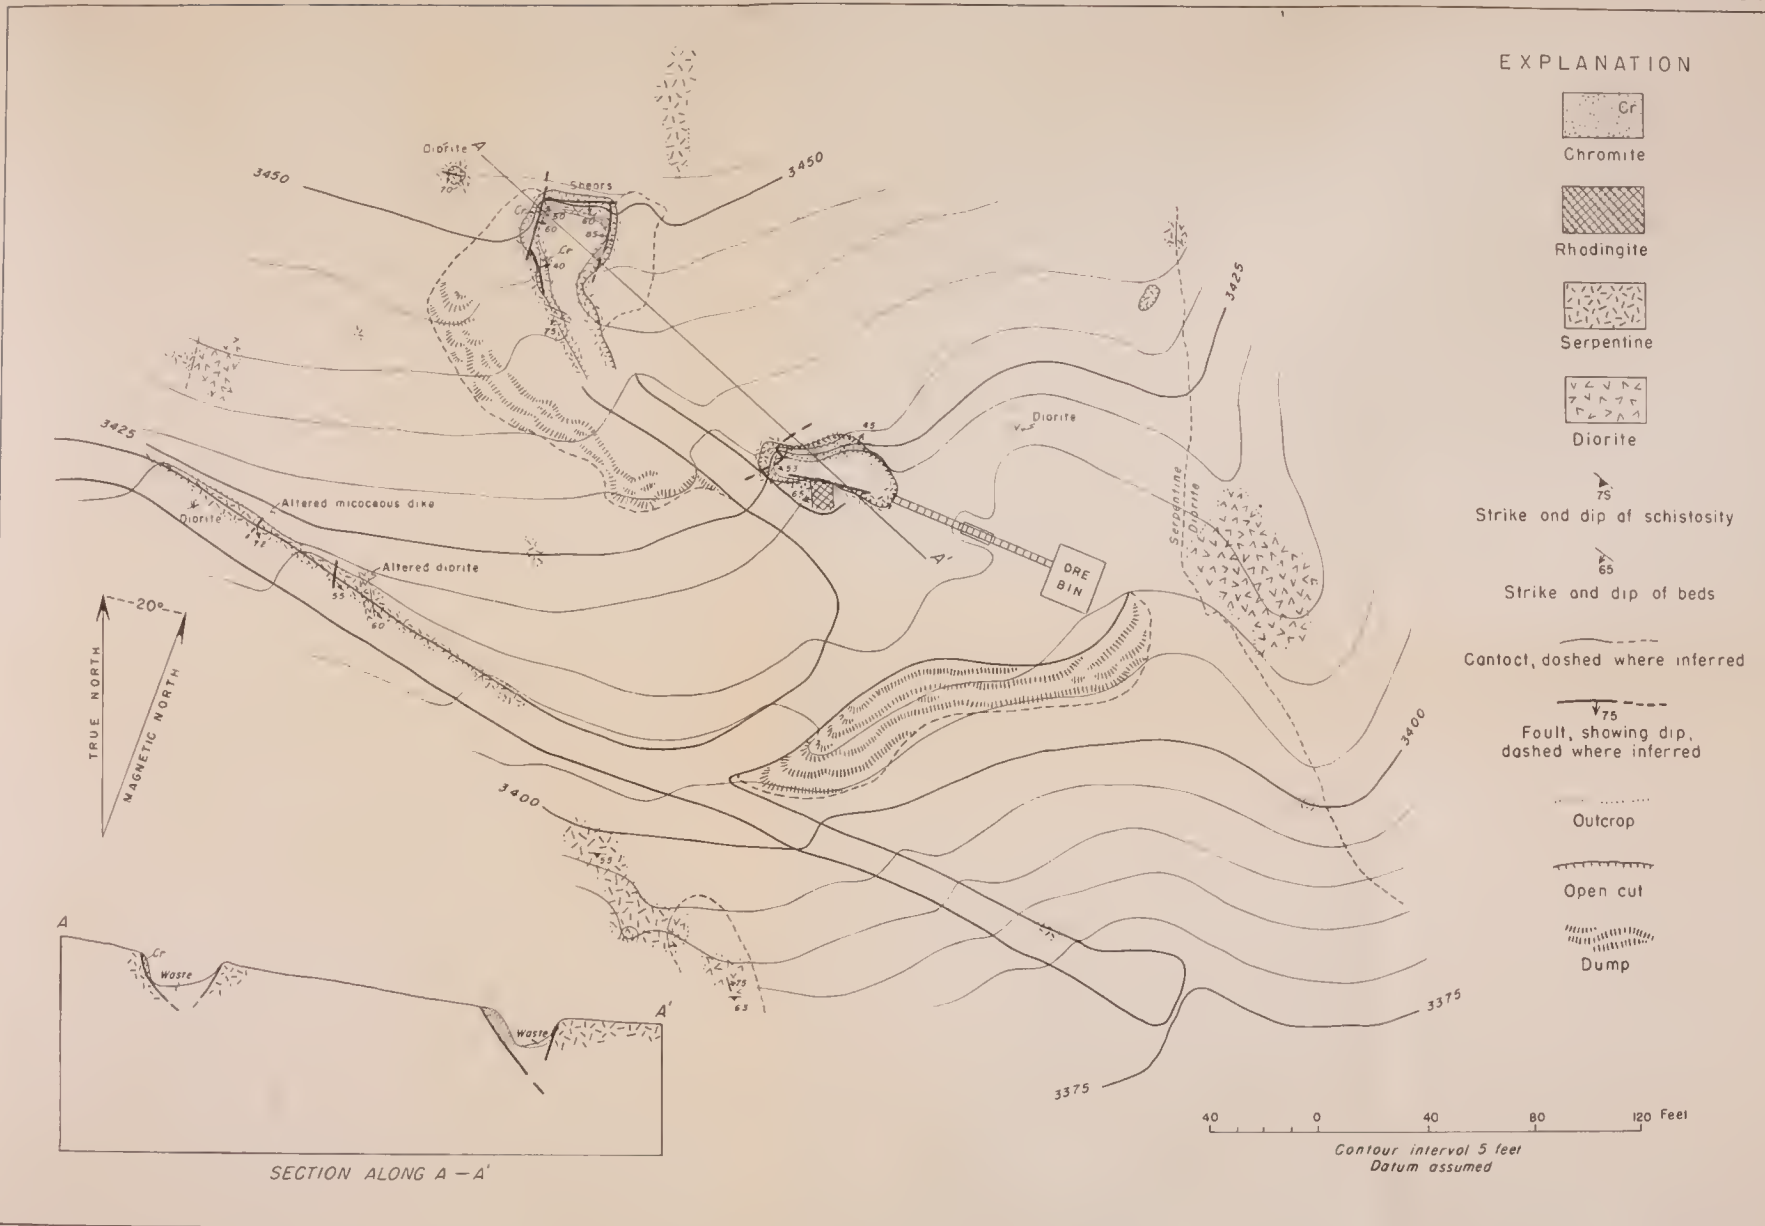 EXPLANATION
Cr
Chromite
Rhodingite
Serpentine
Diorite
75
Strike and dip of schistosity
65
Strike and dip of beds
Contact, dashed where inferred
75
Fault, showing dip,
dashed where inferred
Outcrop
Open cut
Dump
40 0 40 80 120 Feet
Contour interval 5 feet
Datum assumed
Diorite
A
70
3450
Shears
3450
Cr
50
60
60
85
Cr
40
75
3425
Diorite
45
53
65
3425
Altered micaceous dike
Diorite
45
Altered diorite
55
60
A'
ORE
BIN
Serpentine
Diorite
20°
TRUE NORTH
MAGNETIC NORTH
3400
3400
55
75
63
3375
3375
A
Cr
Waste
Waste
A'
SECTION ALONG A – A'